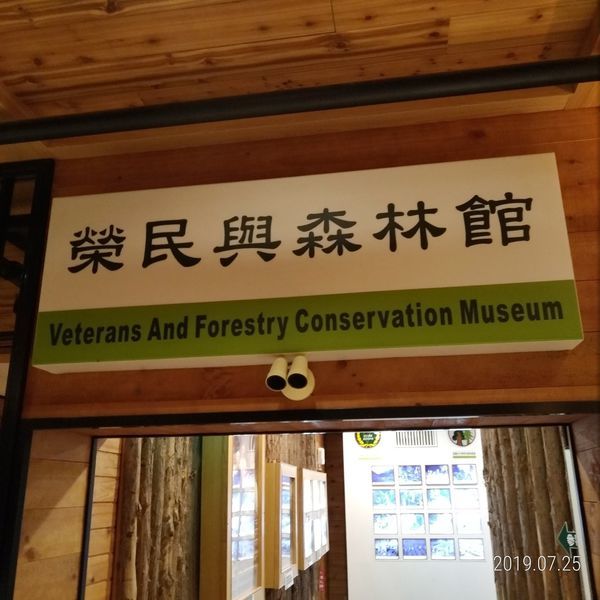 榮民與森林館
Veterans And Forestry Conservation Museum
2019.07.25